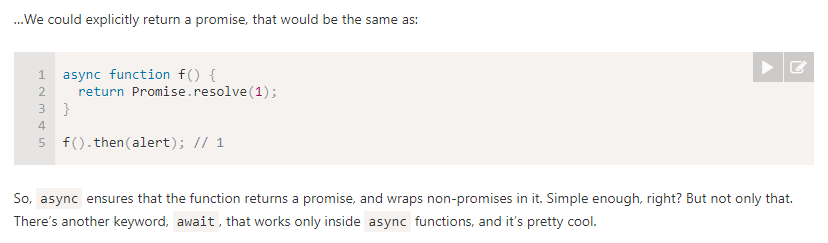 ...We could explicitly return a promise, that would be the same as:
1 async function f() {
2   return Promise.resolve(1);
3 }
4
5 f().then(alert); // 1
So, async ensures that the function returns a promise, and wraps non-promises in it. Simple enough, right? But not only that.
There's another keyword, await, that works only inside async functions, and it's pretty cool.